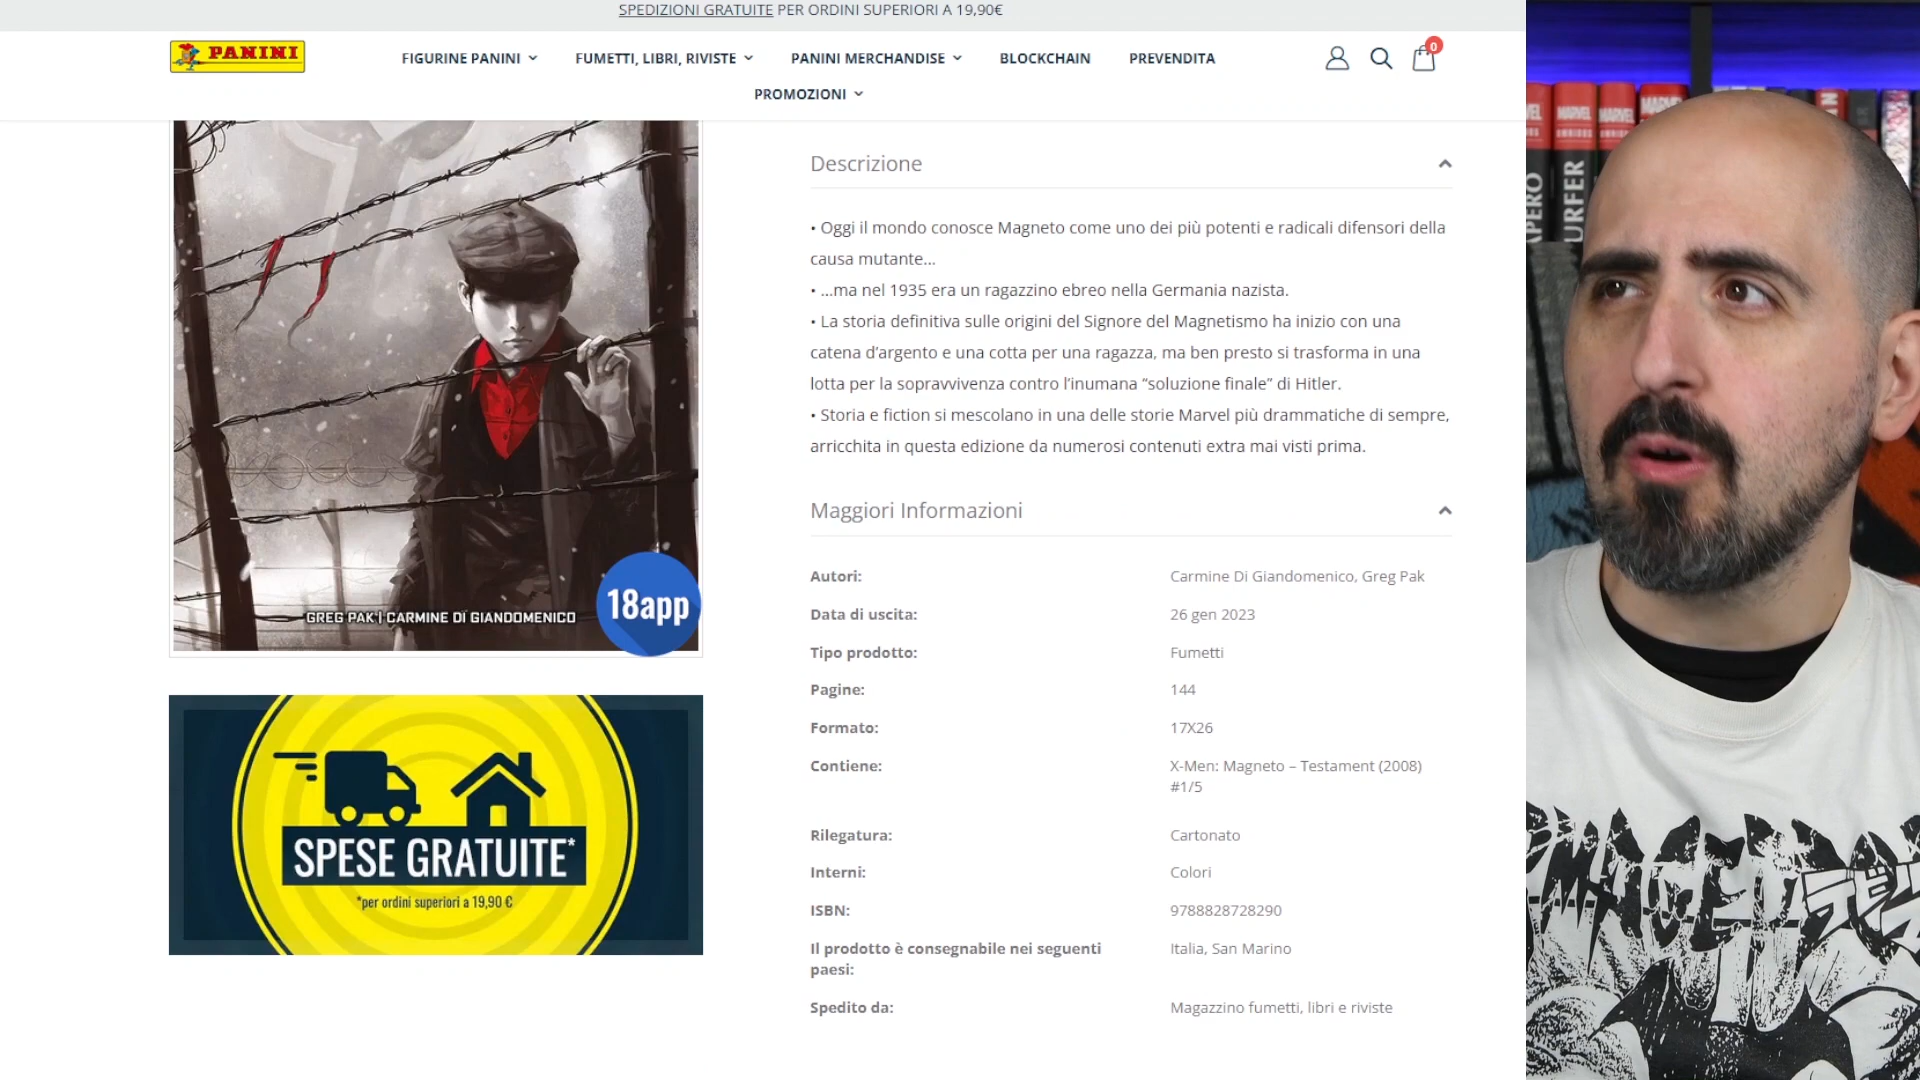 SPEDIZIONI GRATUITE PER ORDINI SUPERIORI A 19,90€
PANINI
FIGURINE PANINI
FUMETTI, LIBRI, RIVISTE
PANINI MERCHANDISE
BLOCKCHAIN
PREVENDITA
0
PROMOZIONI
Descrizione
• Oggi il mondo conosce Magneto come uno dei più potenti e radicali difensori della
causa mutante…
• …ma nel 1935 era un ragazzino ebreo nella Germania nazista.
• La storia definitiva sulle origini del Signore del Magnetismo ha inizio con una
catena d’argento e una cotta per una ragazza, ma ben presto si trasforma in una
lotta per la sopravvivenza contro l’inumana “soluzione finale” di Hitler.
• Storia e fiction si mescolano in una delle storie Marvel più drammatiche di sempre,
arricchita in questa edizione da numerosi contenuti extra mai visti prima.
GREG PAK | CARMINE DI GIANDOMENICO
18app
SPESE GRATUITE*
*per ordini superiori a 19,90 €
Maggiori Informazioni
Autori: Carmine Di Giandomenico, Greg Pak
Data di uscita: 26 gen 2023
Tipo prodotto: Fumetti
Pagine: 144
Formato: 17X26
Contiene: X-Men: Magneto – Testament (2008)
#1/5
Rilegatura: Cartonato
Interni: Colori
ISBN: 9788828728290
Il prodotto è consegnabile nei seguenti
paesi: Italia, San Marino
Spedito da: Magazzino fumetti, libri e riviste
MARVEL
MARVEL
MARVEL
OMNIBUS
URFER